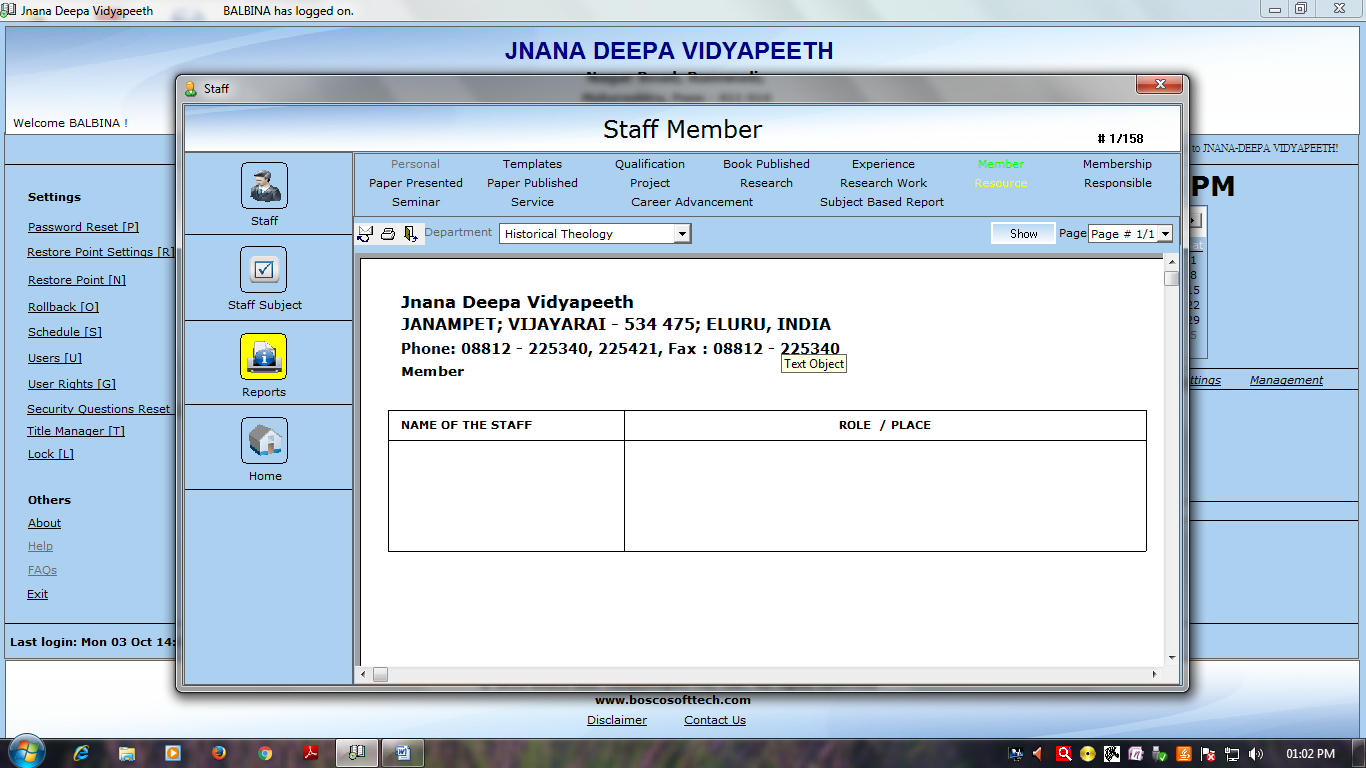 Jnana Deepa Vidyapeeth BALBINA has logged on.
JNANA DEEPA VIDYAPEETH
Welcome BALBINA !
to JNANA-DEEPA VIDYAPEETH!
PM
Settings
Password Reset [P]
Restore Point Settings [R]
Restore Point [N]
Rollback [O]
Schedule [S]
Users [U]
User Rights [G]
Security Questions Reset
Title Manager [T]
Lock [L]
Others
About
Help
FAQs
Exit
Last login: Mon 03 Oct 14:
Staff
Staff Member
# 1/158
Staff
Staff Subject
Reports
Home
Personal Templates Qualification Book Published Experience Member Membership
Paper Presented Paper Published Project Research Research Work Resource Responsible
Seminar Service Career Advancement Subject Based Report
Department Historical Theology Show Page Page # 1/1
Jnana Deepa Vidyapeeth
JANAMPET; VIJAYARAI - 534 475; ELURU, INDIA
Phone: 08812 - 225340, 225421, Fax : 08812 - 225340
Text Object
Member
NAME OF THE STAFF ROLE / PLACE
1
8
15
22
29
5
ttings Management
www.boscosofttech.com
Disclaimer Contact Us
01:02 PM